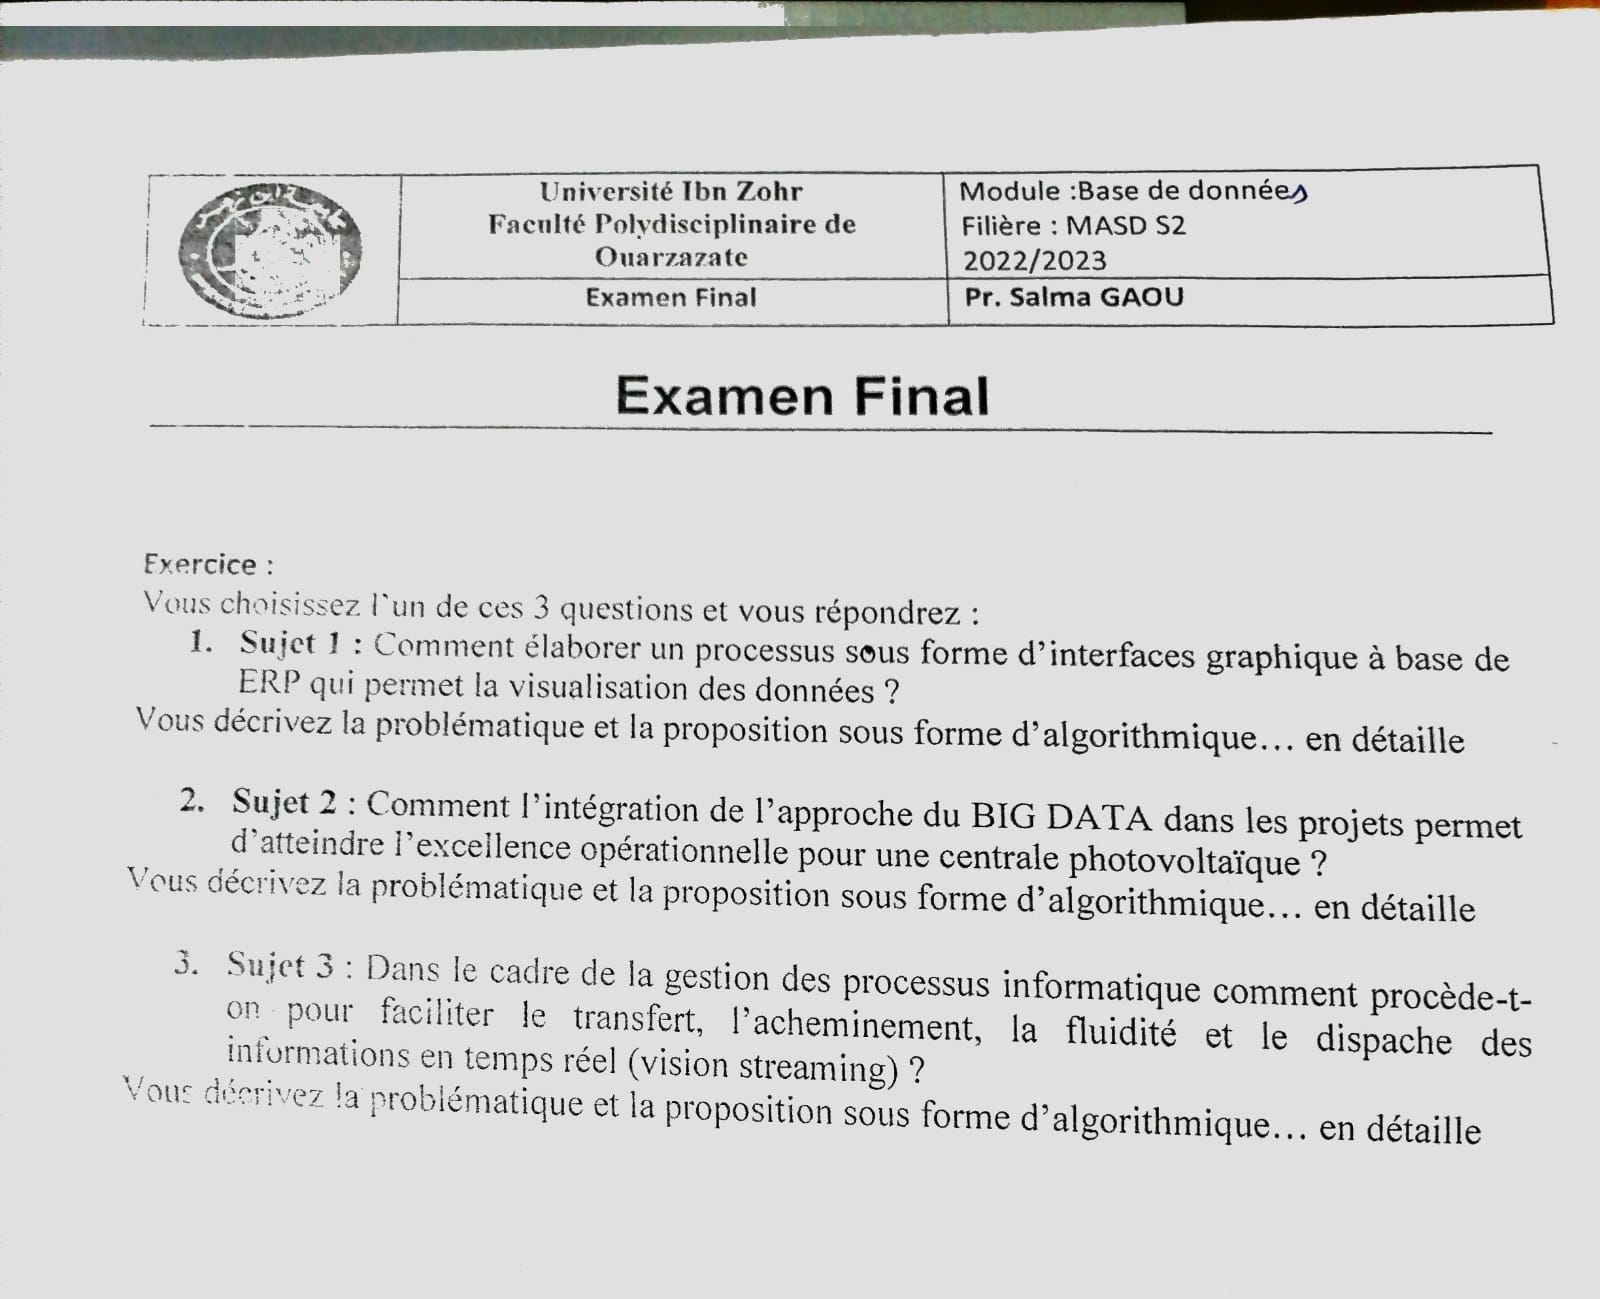 Université Ibn Zohr
Faculté Polydisciplinaire de
Ouarzazate
Examen Final
Module :Base de données
Filière : MASD S2
2022/2023
Pr. Salma GAOU
Examen Final
Exercice :
Vous choisissez l'un de ces 3 questions et vous répondrez :
1. Sujet 1 : Comment élaborer un processus sous forme d'interfaces graphique à base de
ERP qui permet la visualisation des données ?
Vous décrivez la problématique et la proposition sous forme d'algorithmique... en détaille
2. Sujet 2 : Comment l'intégration de l'approche du BIG DATA dans les projets permet
d'atteindre l'excellence opérationnelle pour une centrale photovoltaïque ?
Vous décrivez la problématique et la proposition sous forme d'algorithmique... en détaille
3. Sujet 3 : Dans le cadre de la gestion des processus informatique comment procède-t-
on pour faciliter le transfert, l'acheminement, la fluidité et le dispache des
informations en temps réel (vision streaming) ?
Vous décrivez la problématique et la proposition sous forme d'algorithmique... en détaille